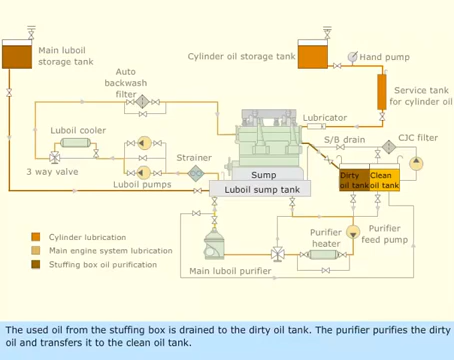 Main luboil
storage tank
Cylinder oil storage tank
Hand pump
Auto
backwash
filter
Service tank
for cylinder oil
Lubricator
Luboil cooler
S/B drain
CJC filter
Strainer
3 way valve
Luboil pumps
Sump
Luboil sump tank
Dirty
oil tank
Clean
oil tank
Purifier
heater
Purifier
feed pump
Main luboil purifier
Cylinder lubrication
Main engine system lubrication
Stuffing box oil purification
The used oil from the stuffing box is drained to the dirty oil tank. The purifier purifies the dirty
oil and transfers it to the clean oil tank.